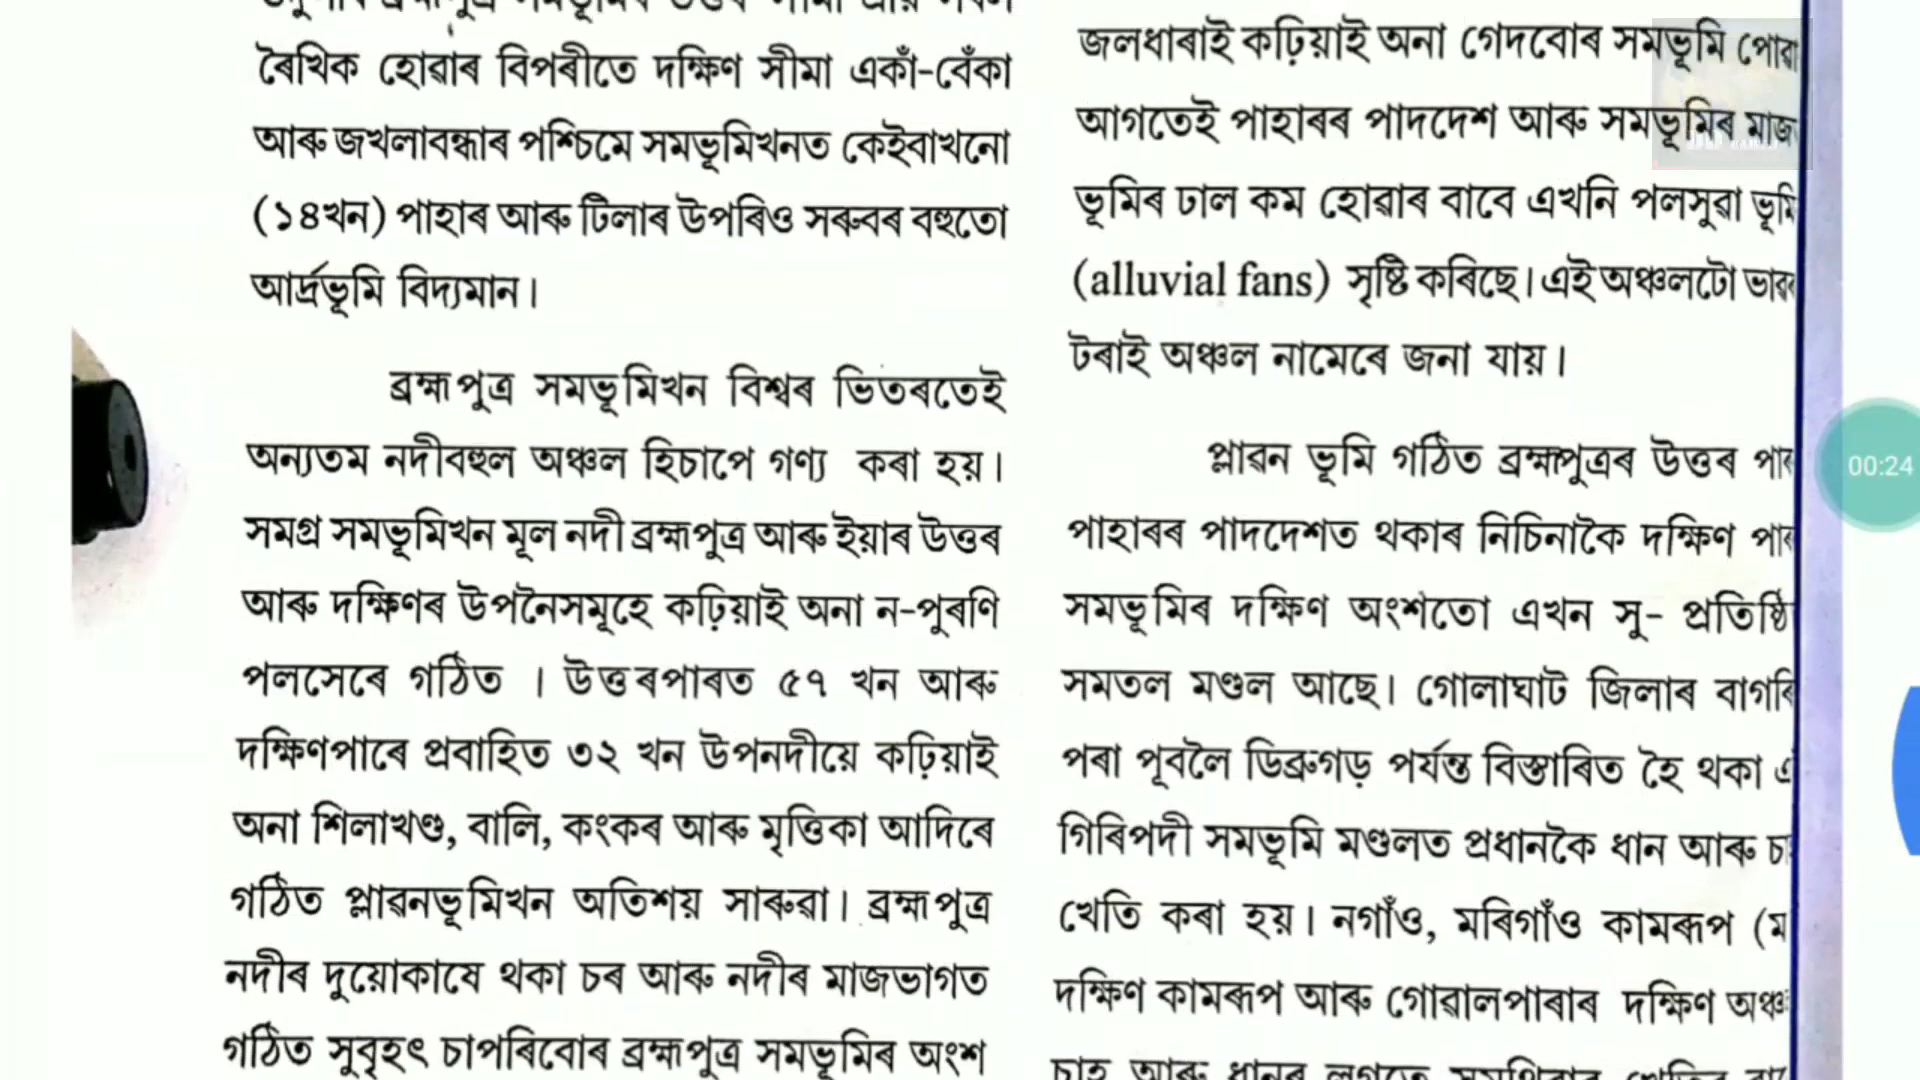 ৰৈখিক হোৱাৰ বিপৰীতে দক্ষিণ সীমা একাঁ-বেঁকা
আৰু জখলাবন্ধাৰ পশ্চিমে সমভূমিখনত কেইবাখনো
(১৪খন) পাহাৰ আৰু টিলাৰ উপৰিও সৰুবৰ বহুতো
আৰ্দ্ৰভূমি বিদ্যমান।
ব্ৰহ্মপুত্ৰ সমভূমিখন বিশ্বৰ ভিতৰতেই
অন্যতম নদীবহুল অঞ্চল হিচাপে গণ্য কৰা হয়।
সমগ্ৰ সমভূমিখন মূল নদী ব্ৰহ্মপুত্ৰ আৰু ইয়াৰ উত্তৰ
আৰু দক্ষিণৰ উপনৈসমূহে কঢ়িয়াই অনা ন-পুৰণি
পলসেৰে গঠিত । উত্তৰপাৰত ৫৭ খন আৰু
দক্ষিণপাৰে প্ৰবাহিত ৩২ খন উপনদীয়ে কঢ়িয়াই
অনা শিলাখণ্ড, বালি, কংকৰ আৰু মৃত্তিকা আদিৰে
গঠিত প্লাৱনভূমিখন অতিশয় সাৰুৱা। ব্ৰহ্মপুত্ৰ
নদীৰ দুয়োকাষে থকা চৰ আৰু নদীৰ মাজভাগত
গঠিত সুবৃহৎ চাপৰিবোৰ ব্ৰহ্মপুত্ৰ সমভূমিৰ অংশ
জলধাৰাই কঢ়িয়াই অনা গেদবোৰ সমভূমি
আগতেই পাহাৰৰ পাদদেশ আৰু সমভূমিৰ
ভূমিৰ ঢাল কম হোৱাৰ বাবে এখনি পলসুৱা
(alluvial fans) সৃষ্টি কৰিছে। এই অঞ্চলটো
টৰাই অঞ্চল নামেৰে জনা যায়।
প্লাৱন ভূমি গঠিত ব্ৰহ্মপুত্ৰৰ উত্তৰ
পাহাৰৰ পাদদেশত থকাৰ নিচিনাকৈ দক্ষিণ
সমভূমিৰ দক্ষিণ অংশতো এখন সু-
সমতল মণ্ডল আছে। গোলাঘাট জিলাৰ
পৰা পূবলৈ ডিব্ৰুগড় পৰ্যন্ত বিস্তাৰিত হৈ থকা
গিৰিপদী সমভূমি মণ্ডলত প্ৰধানকৈ ধান আৰু
খেতি কৰা হয়। নগাঁও, মৰিগাঁও কামৰূপ
দক্ষিণ কামৰূপ আৰু গোৱালপাৰাৰ দক্ষিণ
00:24